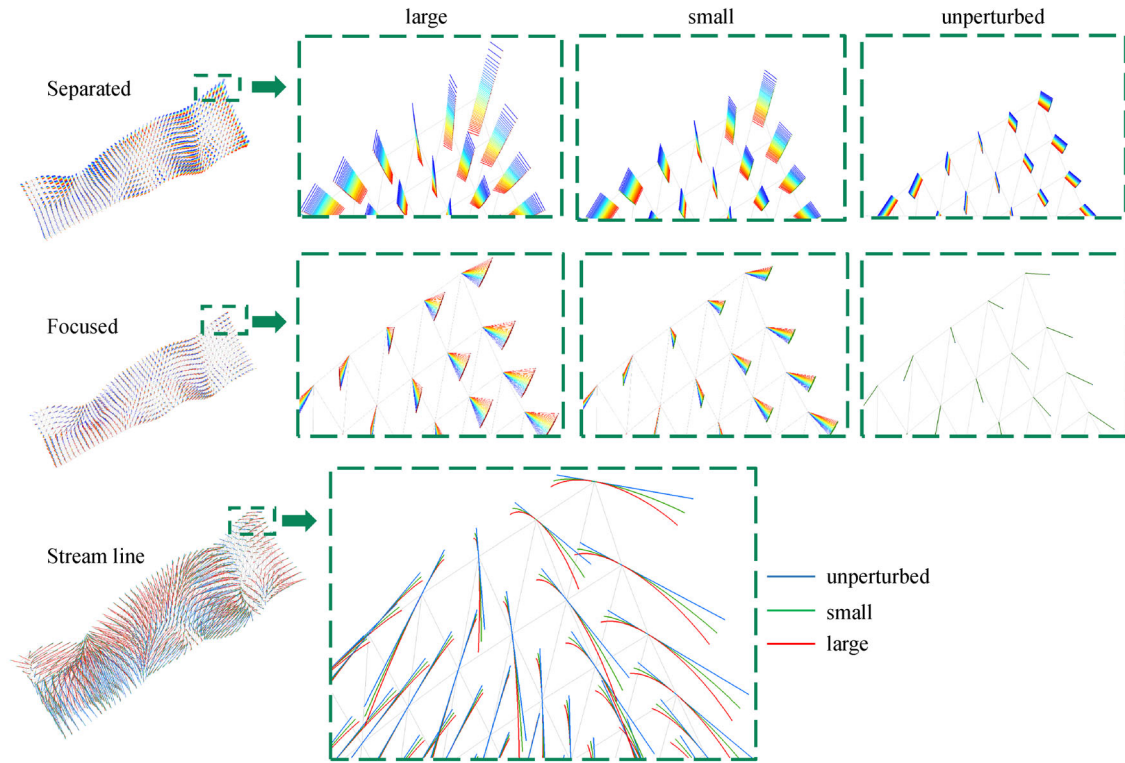 large
small
unperturbed
Separated
Focused
Stream line
unperturbed
small
large